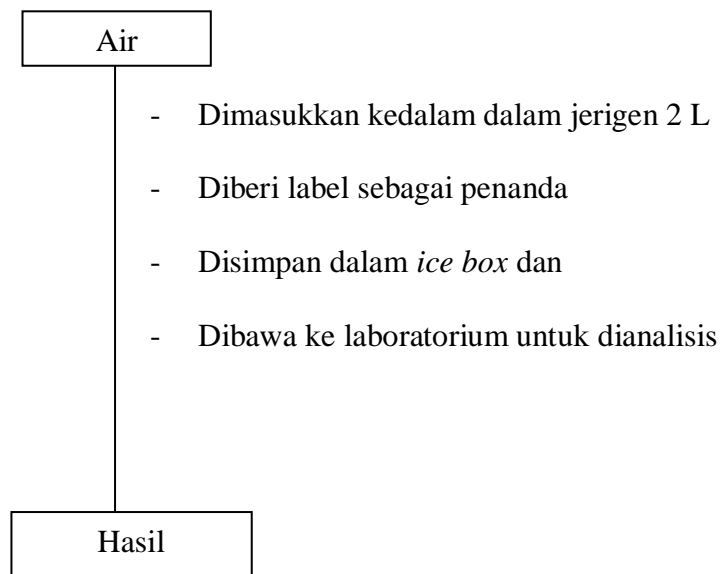 Air
- Dimasukkan kedalam dalam jerigen 2 L
- Diberi label sebagai penanda
- Disimpan dalam ice box dan
- Dibawa ke laboratorium untuk dianalisis
Hasil